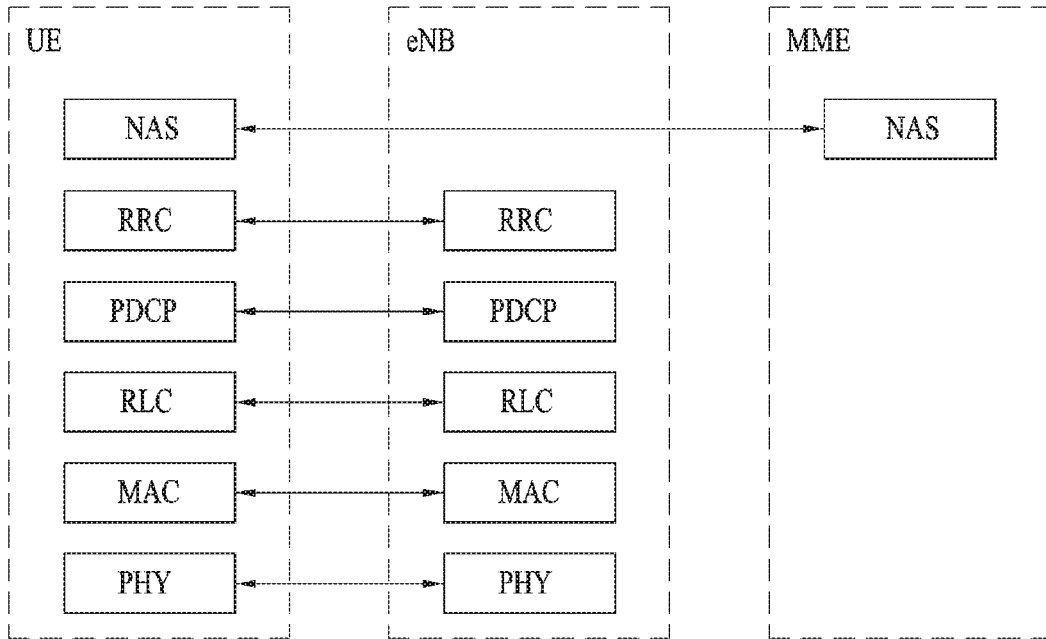 UE eNB MME
NAS NAS
RRC RRC
PDCP PDCP
RLC RLC
MAC MAC
PHY PHY